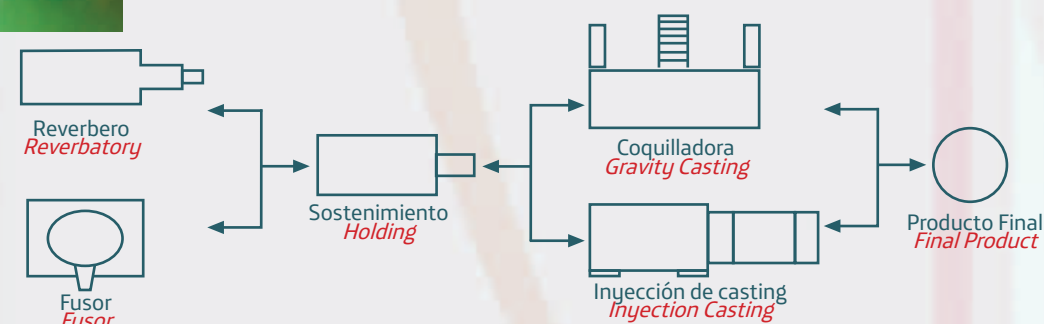 Reverbero
Reverbatory
Fusor
Fusor
Sostenimiento
Holding
Coquilladora
Gravity Casting
Inyección de casting
Inyection Casting
Producto Final
Final Product